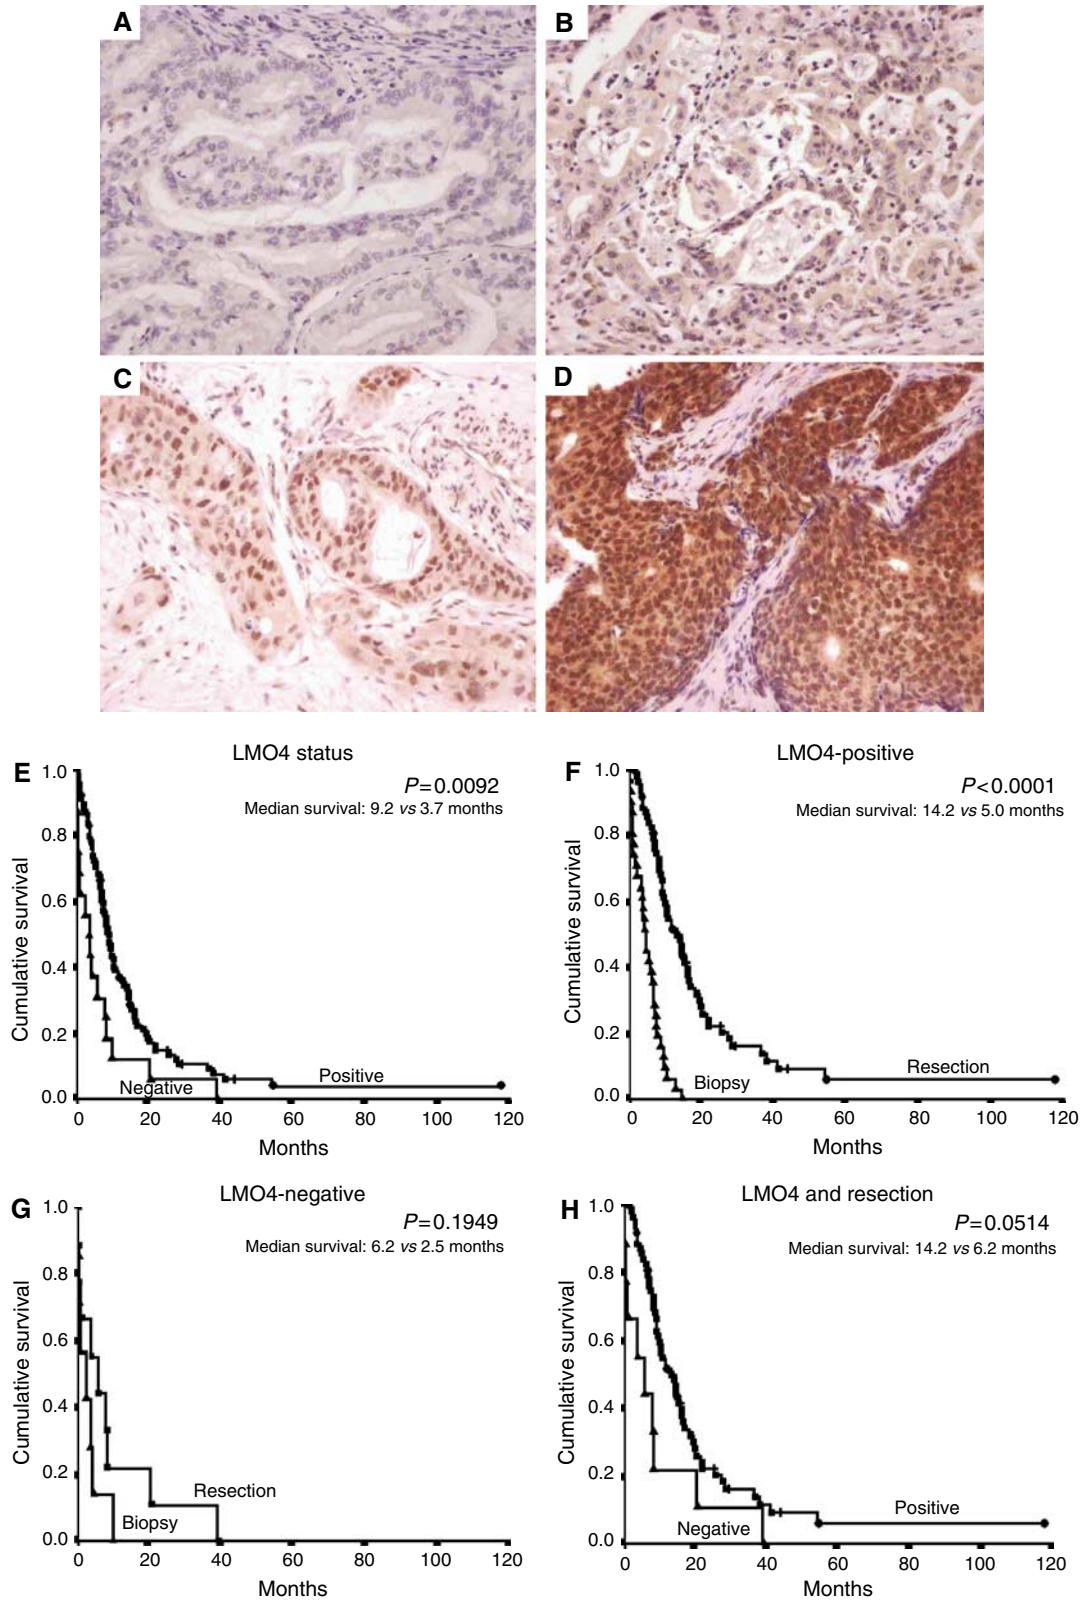 A
B
C
D
E
LMO4 status
P=0.0092
Median survival: 9.2 vs 3.7 months
Cumulative survival
1.0
0.8
0.6
0.4
0.2
0.0
Negative
Positive
0 20 40 60 80 100 120
Months
F
LMO4-positive
P<0.0001
Median survival: 14.2 vs 5.0 months
Cumulative survival
1.0
0.8
0.6
0.4
0.2
0.0
Biopsy
Resection
0 20 40 60 80 100 120
Months
G
LMO4-negative
P=0.1949
Median survival: 6.2 vs 2.5 months
Cumulative survival
1.0
0.8
0.6
0.4
0.2
0.0
Resection
Biopsy
0 20 40 60 80 100 120
Months
H
LMO4 and resection
P=0.0514
Median survival: 14.2 vs 6.2 months
Cumulative survival
1.0
0.8
0.6
0.4
0.2
0.0
Positive
Negative
0 20 40 60 80 100 120
Months